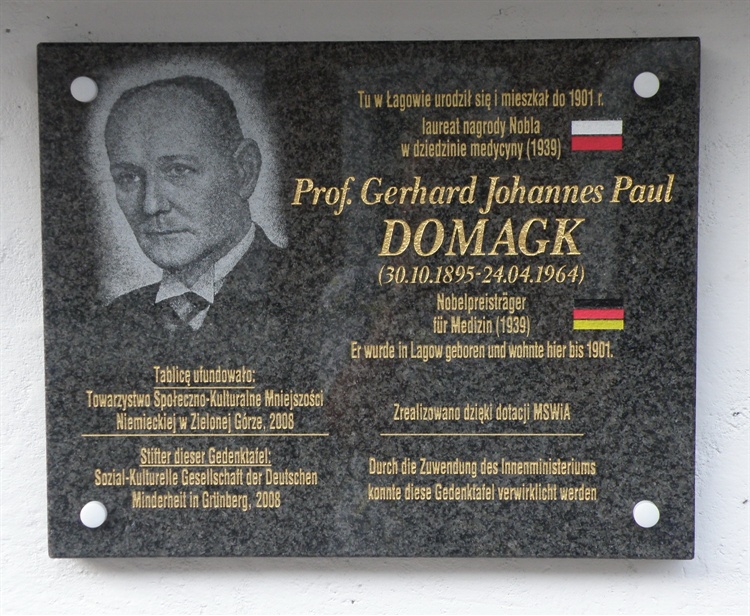 Tu w Łagowie urodził się i mieszkał do 1901 r.
laureat nagrody Nobla
w dziedzinie medycyny (1939)
Prof. Gerhard Johannes Paul
DOMAGK
(30.10.1895-24.04.1964)
Nobelpreisträger
für Medizin (1939)
Er wurde in Lagow geboren und wohnte hier bis 1901.
Tablicę ufundowało:
Towarzystwo Społeczno-Kulturalne Mniejszości
Niemieckiej w Zielonej Górze, 2008
Stifter dieser Gedenktafel:
Sozial-Kulturelle Gesellschaft der Deutschen
Minderheit in Grünberg, 2008
Zrealizowano dzięki dotacji MSWiA
Durch die Zuwendung des Innenministeriums
konnte diese Gedenktafel verwirklicht werden